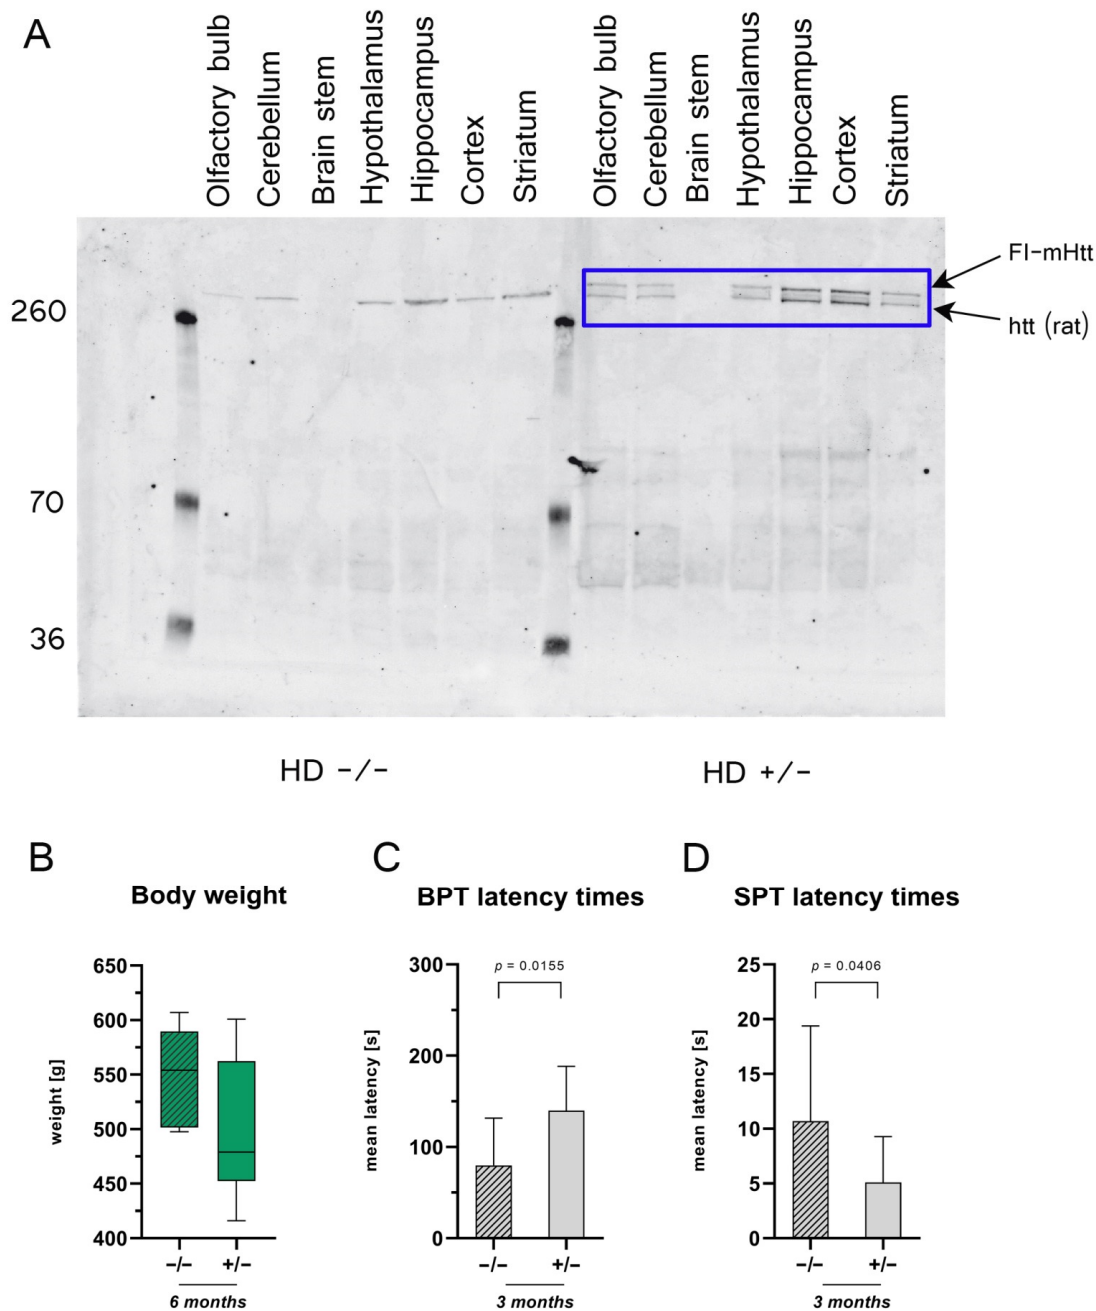 A
Olfactory bulb
Cerebellum
Brain stem
Hypothalamus
Hippocampus
Cortex
Striatum
Olfactory bulb
Cerebellum
Brain stem
Hypothalamus
Hippocampus
Cortex
Striatum
Fl-mHtt
htt (rat)
260
70
36
HD -/-
HD +/-
B
Body weight
weight [g]
650
600
550
500
450
400
–/–
+/–
6 months
C
BPT latency times
mean latency [s]
300
200
100
0
p = 0.0155
–/–
+/–
3 months
D
SPT latency times
mean latency [s]
25
20
15
10
5
0
p = 0.0406
–/–
+/–
3 months